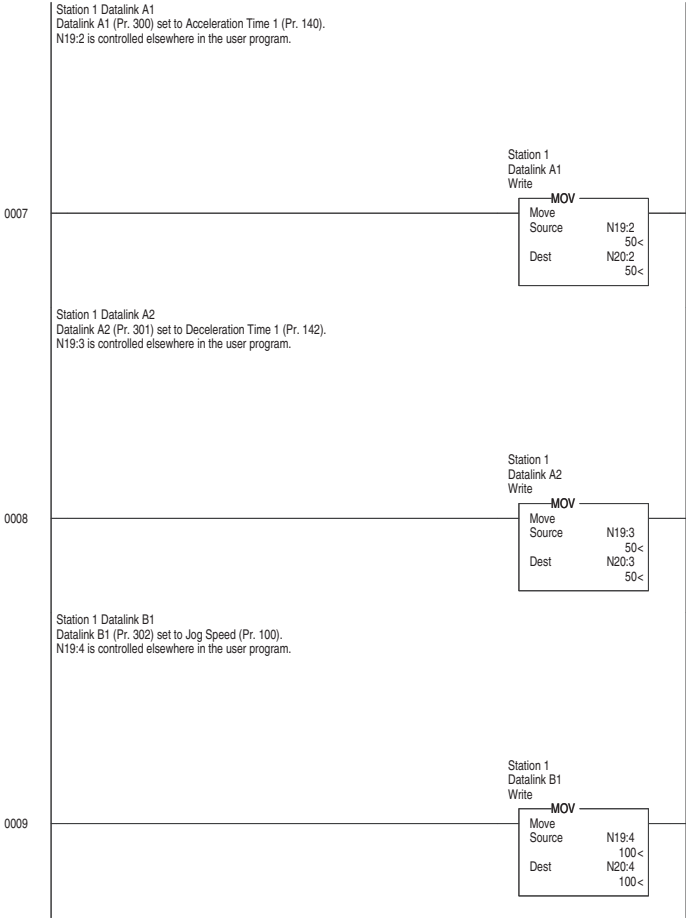 Station 1 Datalink A1
Datalink A1 (Pr. 300) set to Acceleration Time 1 (Pr. 140).
N19:2 is controlled elsewhere in the user program.
Station 1
Datalink A1
Write
MOV
0007
Move
Source N19:2
50<
Dest N20:2
50<
Station 1 Datalink A2
Datalink A2 (Pr. 301) set to Deceleration Time 1 (Pr. 142).
N19:3 is controlled elsewhere in the user program.
Station 1
Datalink A2
Write
MOV
0008
Move
Source N19:3
50<
Dest N20:3
50<
Station 1 Datalink B1
Datalink B1 (Pr. 302) set to Jog Speed (Pr. 100).
N19:4 is controlled elsewhere in the user program.
Station 1
Datalink B1
Write
MOV
0009
Move
Source N19:4
100<
Dest N20:4
100<